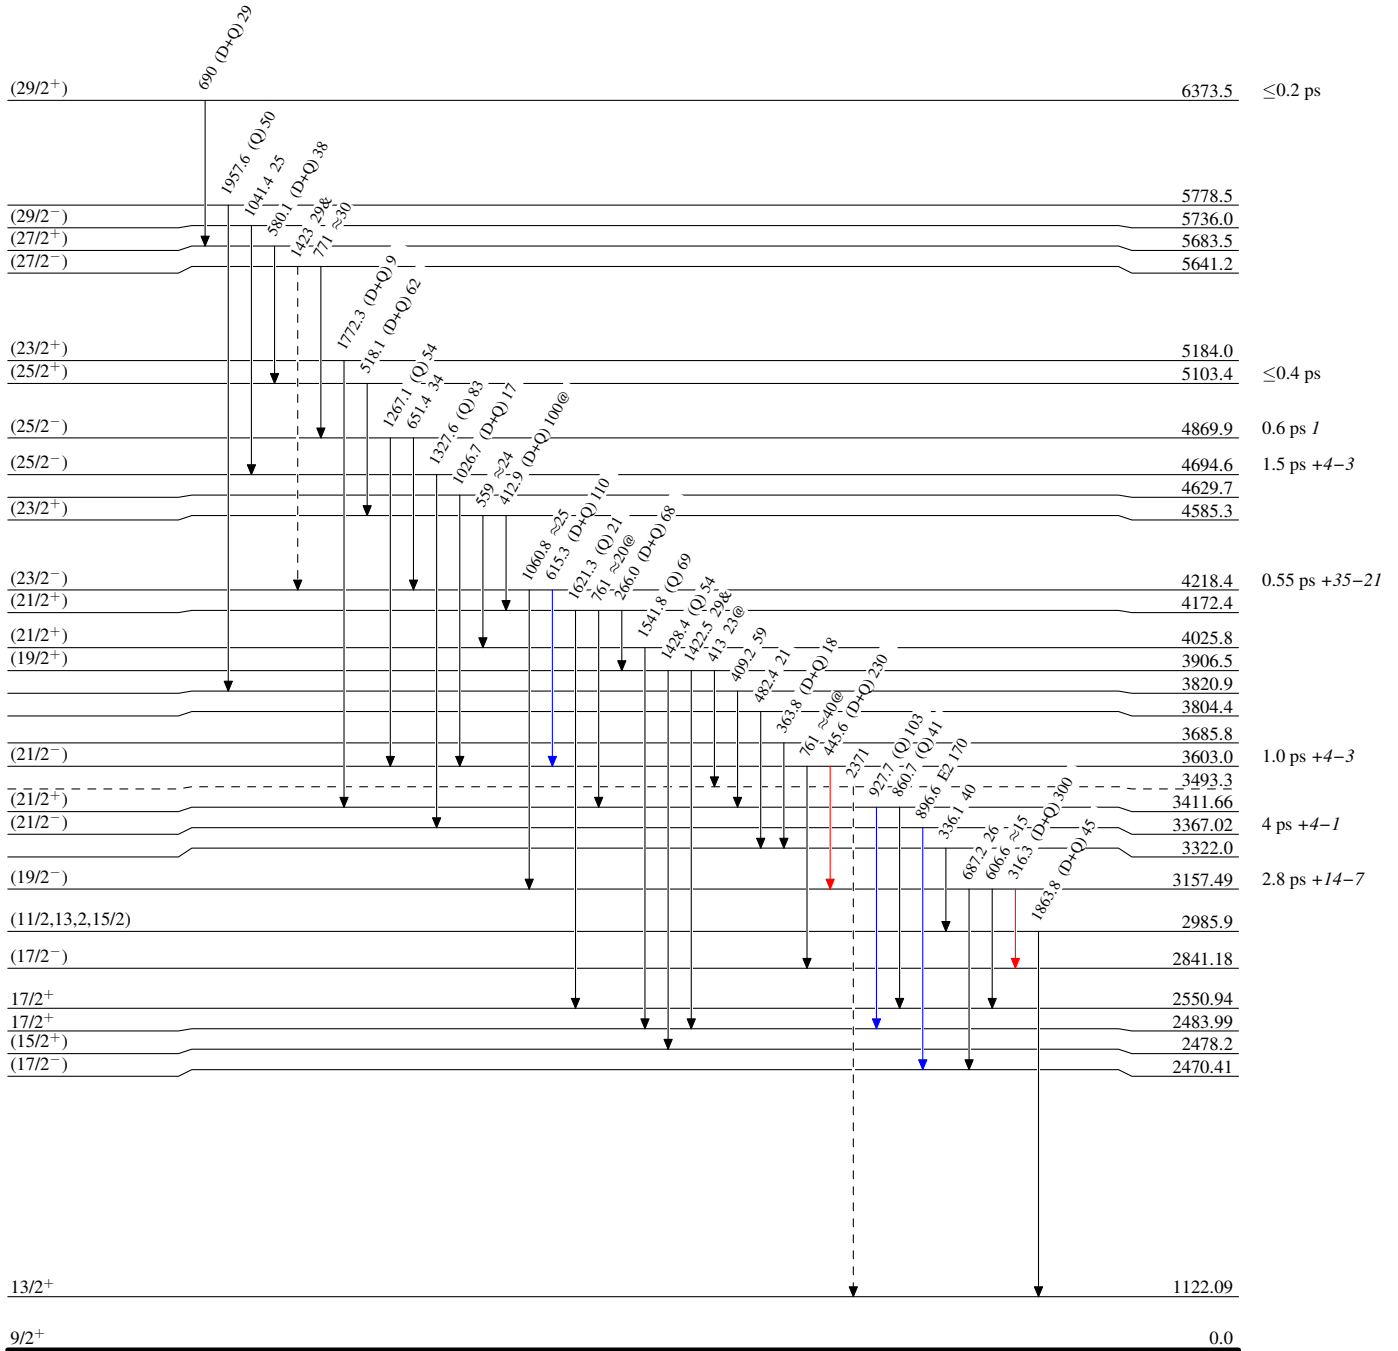 690 (D+Q) 29
(29/2+) 6373.5 ≤0.2 ps
1957.6 (Q) 50
5778.5
1041.4 25
(29/2−) 5736.0
580.1 (D+Q) 38
(27/2+) 5683.5
1423 29&
771 ≈30
(27/2−) 5641.2
1772.3 (D+Q) 9
(23/2+) 5184.0
518.1 (D+Q) 62
(25/2+) 5103.4 ≤0.4 ps
1267.1 (Q) 54
651.4 34
(25/2−) 4869.9 0.6 ps 1
1327.6 (Q) 83
(25/2−) 4694.6 1.5 ps +4−3
1026.7 (D+Q) 17
4629.7
559 ≈24
412.9 (D+Q) 100@
(23/2+) 4585.3
1060.8 ≈25
615.3 (D+Q) 110
(23/2−) 4218.4 0.55 ps +35−21
1621.3 (Q) 21
761 ≈20@
266.0 (D+Q) 68
(21/2+) 4172.4
1541.8 (Q) 69
(21/2+) 4025.8
1428.4 (Q) 54
1422.5 29&
413 23@
(19/2+) 3906.5
409.2 59
3820.9
482.4 21
3804.4
363.8 (D+Q) 18
3685.8
761 ≈40@
445.6 (D+Q) 230
(21/2−) 3603.0 1.0 ps +4−3
2371
3493.3
927.7 (Q) 103
860.7 (Q) 41
(21/2+) 3411.66
896.6 E2 170
(21/2−) 3367.02 4 ps +4−1
336.1 40
3322.0
687.2 26
606.6 ≈15
316.3 (D+Q) 300
(19/2−) 3157.49 2.8 ps +14−7
1863.8 (D+Q) 45
(11/2,13,2,15/2) 2985.9
(17/2−) 2841.18
17/2+ 2550.94
17/2+ 2483.99
(15/2+) 2478.2
(17/2−) 2470.41
13/2+ 1122.09
9/2+ 0.0